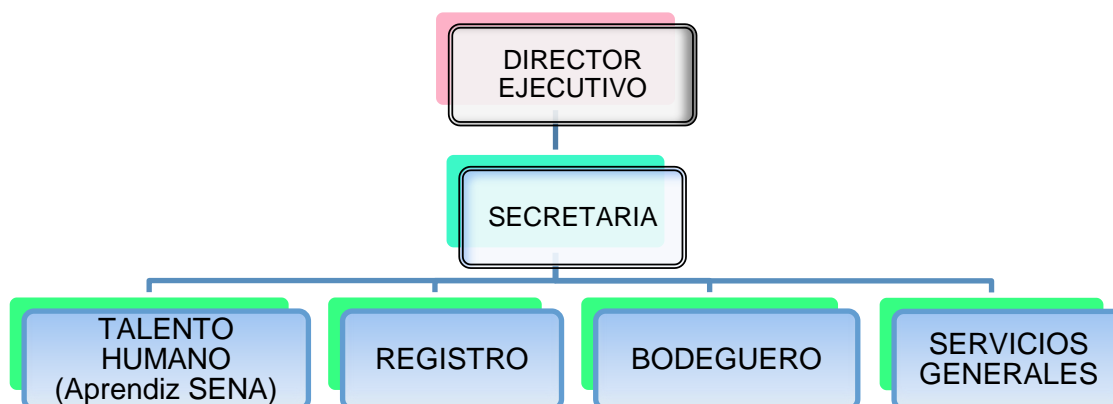 DIRECTOR
EJECUTIVO
SECRETARIA
TALENTO
HUMANO
(Aprendiz SENA)
REGISTRO
BODEGUERO
SERVICIOS
GENERALES